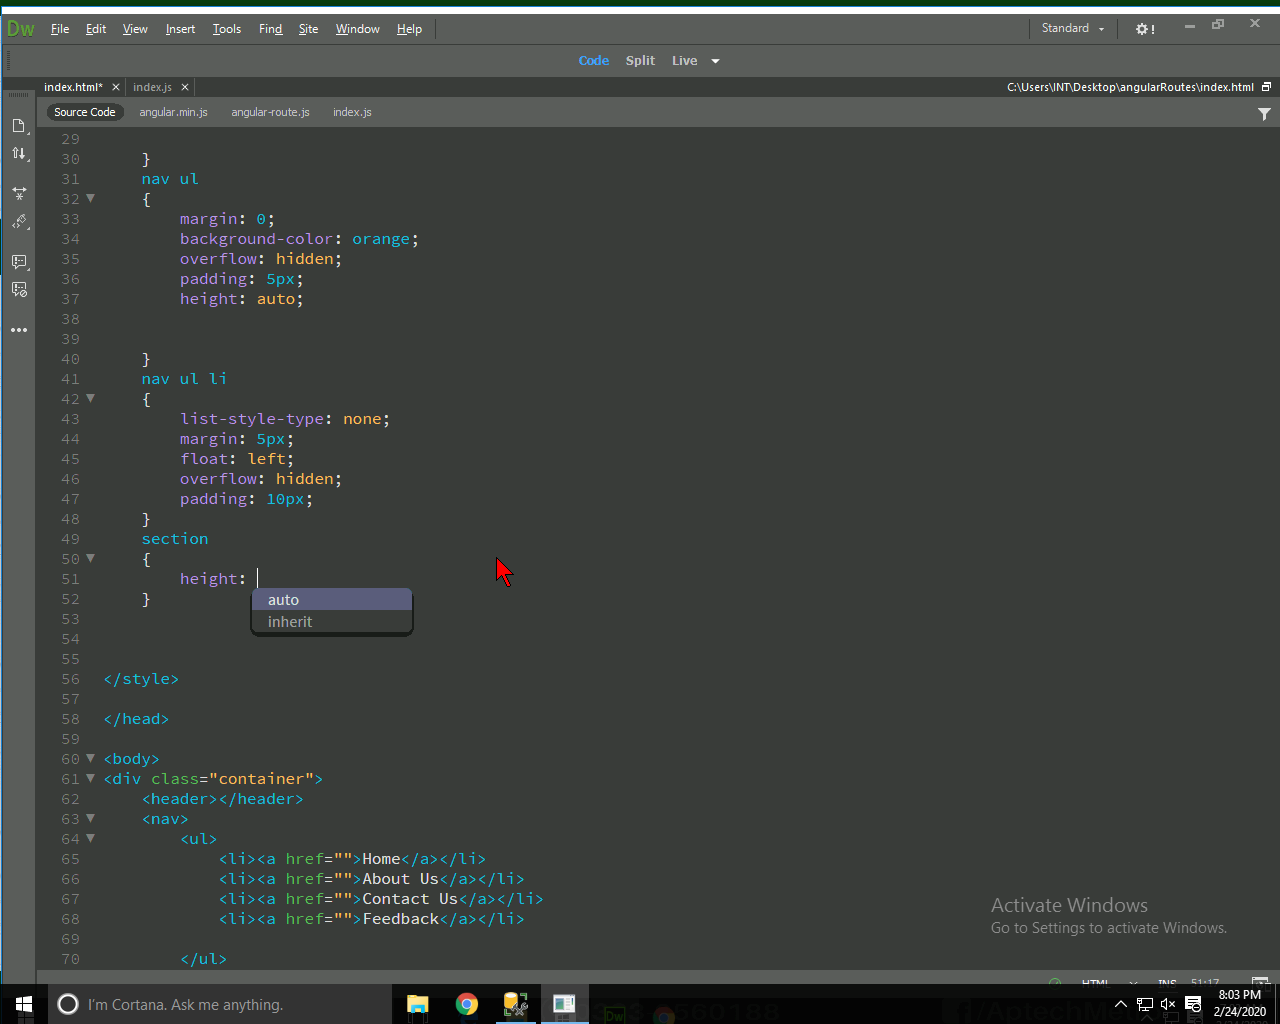 Dw File Edit View Insert Tools Find Site Window Help Standard
Code Split Live
index.html* index.js C:\Users\INT\Desktop\angularRoutes\index.html
Source Code angular.min.js angular-route.js index.js
29
30 }
31 nav ul
32 {
33 margin: 0;
34 background-color: orange;
35 overflow: hidden;
36 padding: 5px;
37 height: auto;
38
39
40 }
41 nav ul li
42 {
43 list-style-type: none;
44 margin: 5px;
45 float: left;
46 overflow: hidden;
47 padding: 10px;
48 }
49 section
50 {
51 height:
auto
52 }
inherit
53
54
55
56 </style>
57
58 </head>
59
60 <body>
61 <div class="container">
62 <header></header>
63 <nav>
64 <ul>
65 <li><a href="">Home</a></li>
66 <li><a href="">About Us</a></li>
67 <li><a href="">Contact Us</a></li>
68 <li><a href="">Feedback</a></li>
69
70 </ul>
Activate Windows
Go to Settings to activate Windows.
HTML INS 51:17
I'm Cortana. Ask me anything.
8:03 PM
2/24/2020